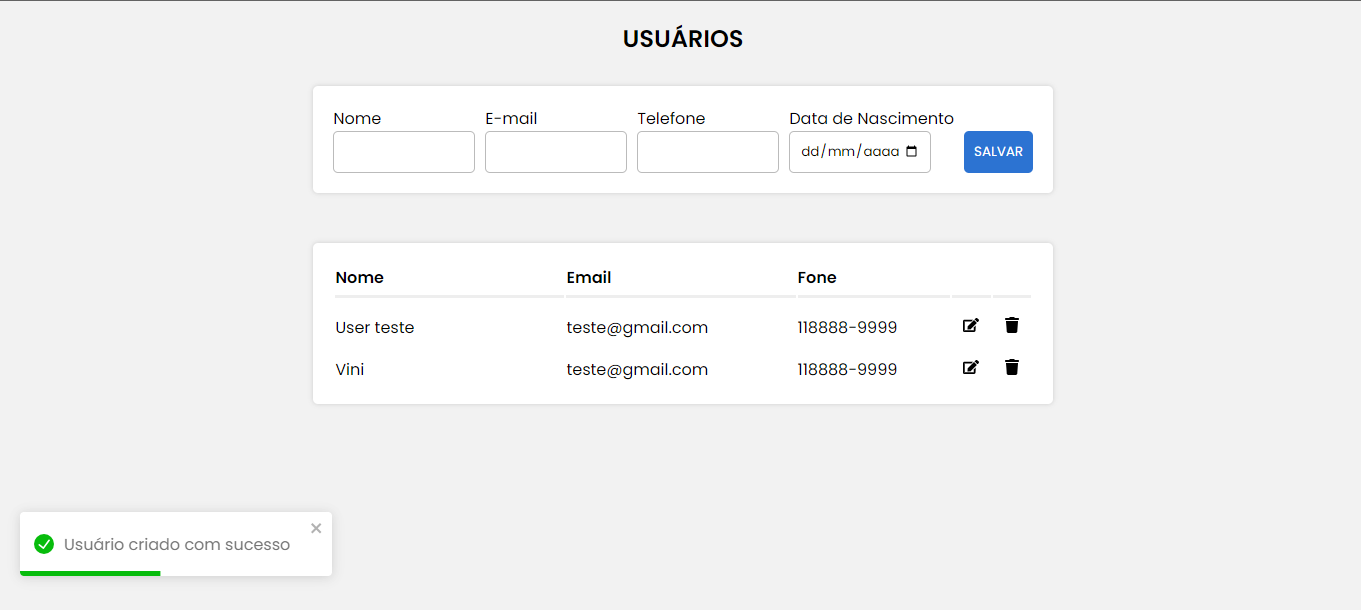 USUÁRIOS
Nome E-mail Telefone Data de Nascimento
dd/mm/aaaa SALVAR
Nome Email Fone
User teste teste@gmail.com 118888-9999
Vini teste@gmail.com 118888-9999
Usuário criado com sucesso